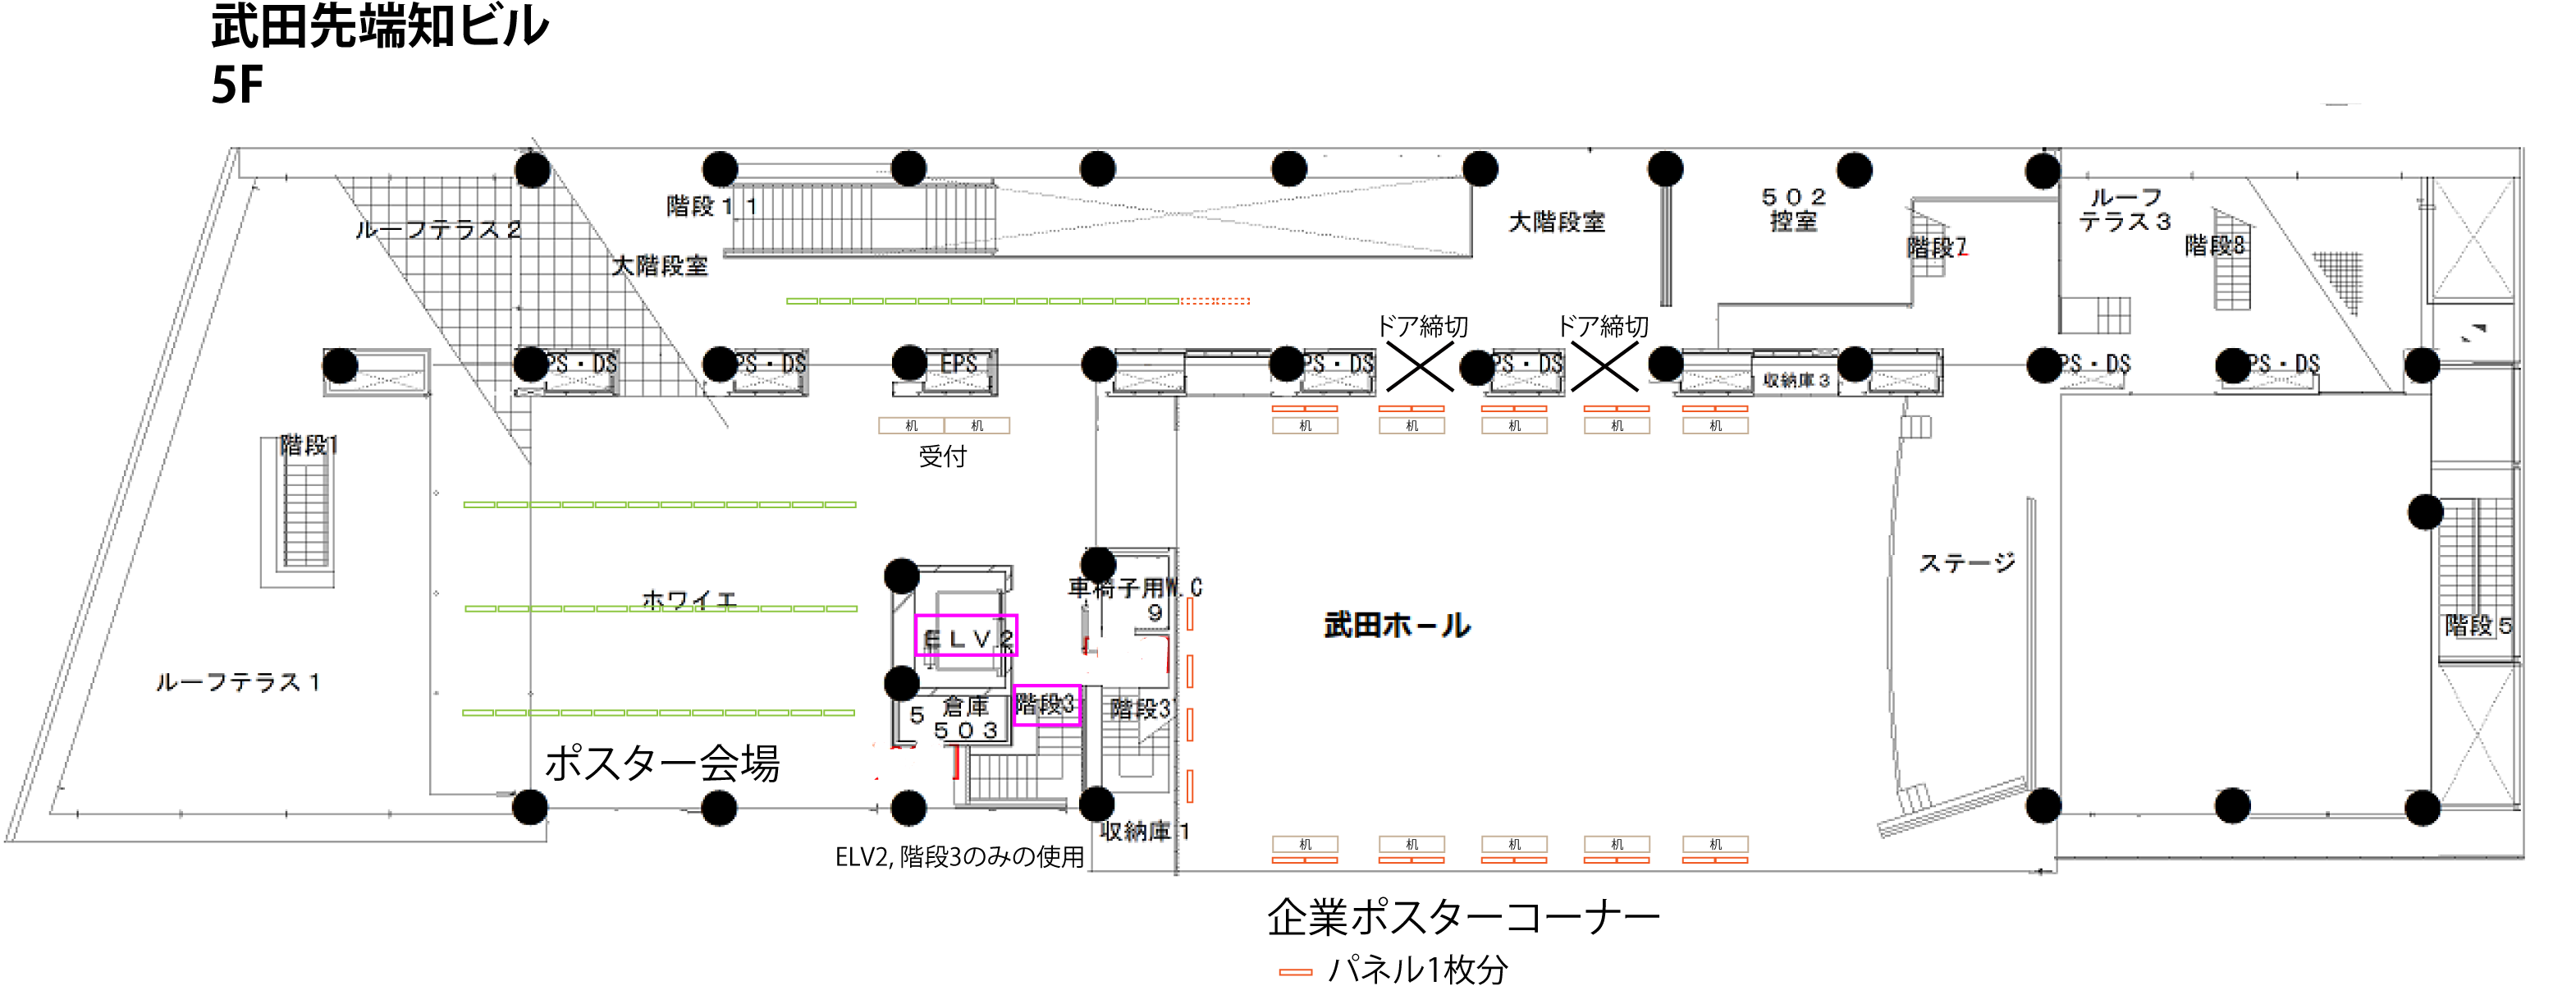 武田先端知ビル
5F
階段11
大階段室
502
控室
ルーフ
テラス3
ルーフテラス2
大階段室
階段7
階段8
ドア締切
ドア締切
PS・DS
PS・DS
EPS
PS・DS
PS・DS
収納庫3
PS・DS
PS・DS
机
机
机
机
机
机
机
受付
階段1
ステージ
車椅子用W.C
9
ホワイエ
武田ホール
階段5
ELV.2
ルーフテラス1
階段3
階段3
5
倉庫
503
ポスター会場
収納庫1
机
机
机
机
机
ELV2, 階段3のみの使用
企業ポスターコーナー
パネル1枚分